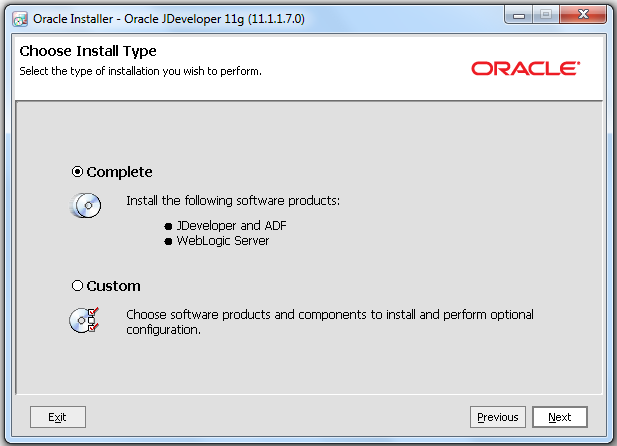 Oracle Installer - Oracle JDeveloper 11g (11.1.1.7.0)
Choose Install Type
Select the type of installation you wish to perform.
ORACLE®
Complete
Install the following software products:
● JDeveloper and ADF
● WebLogic Server
Custom
Choose software products and components to install and perform optional
configuration.
Exit
Previous
Next